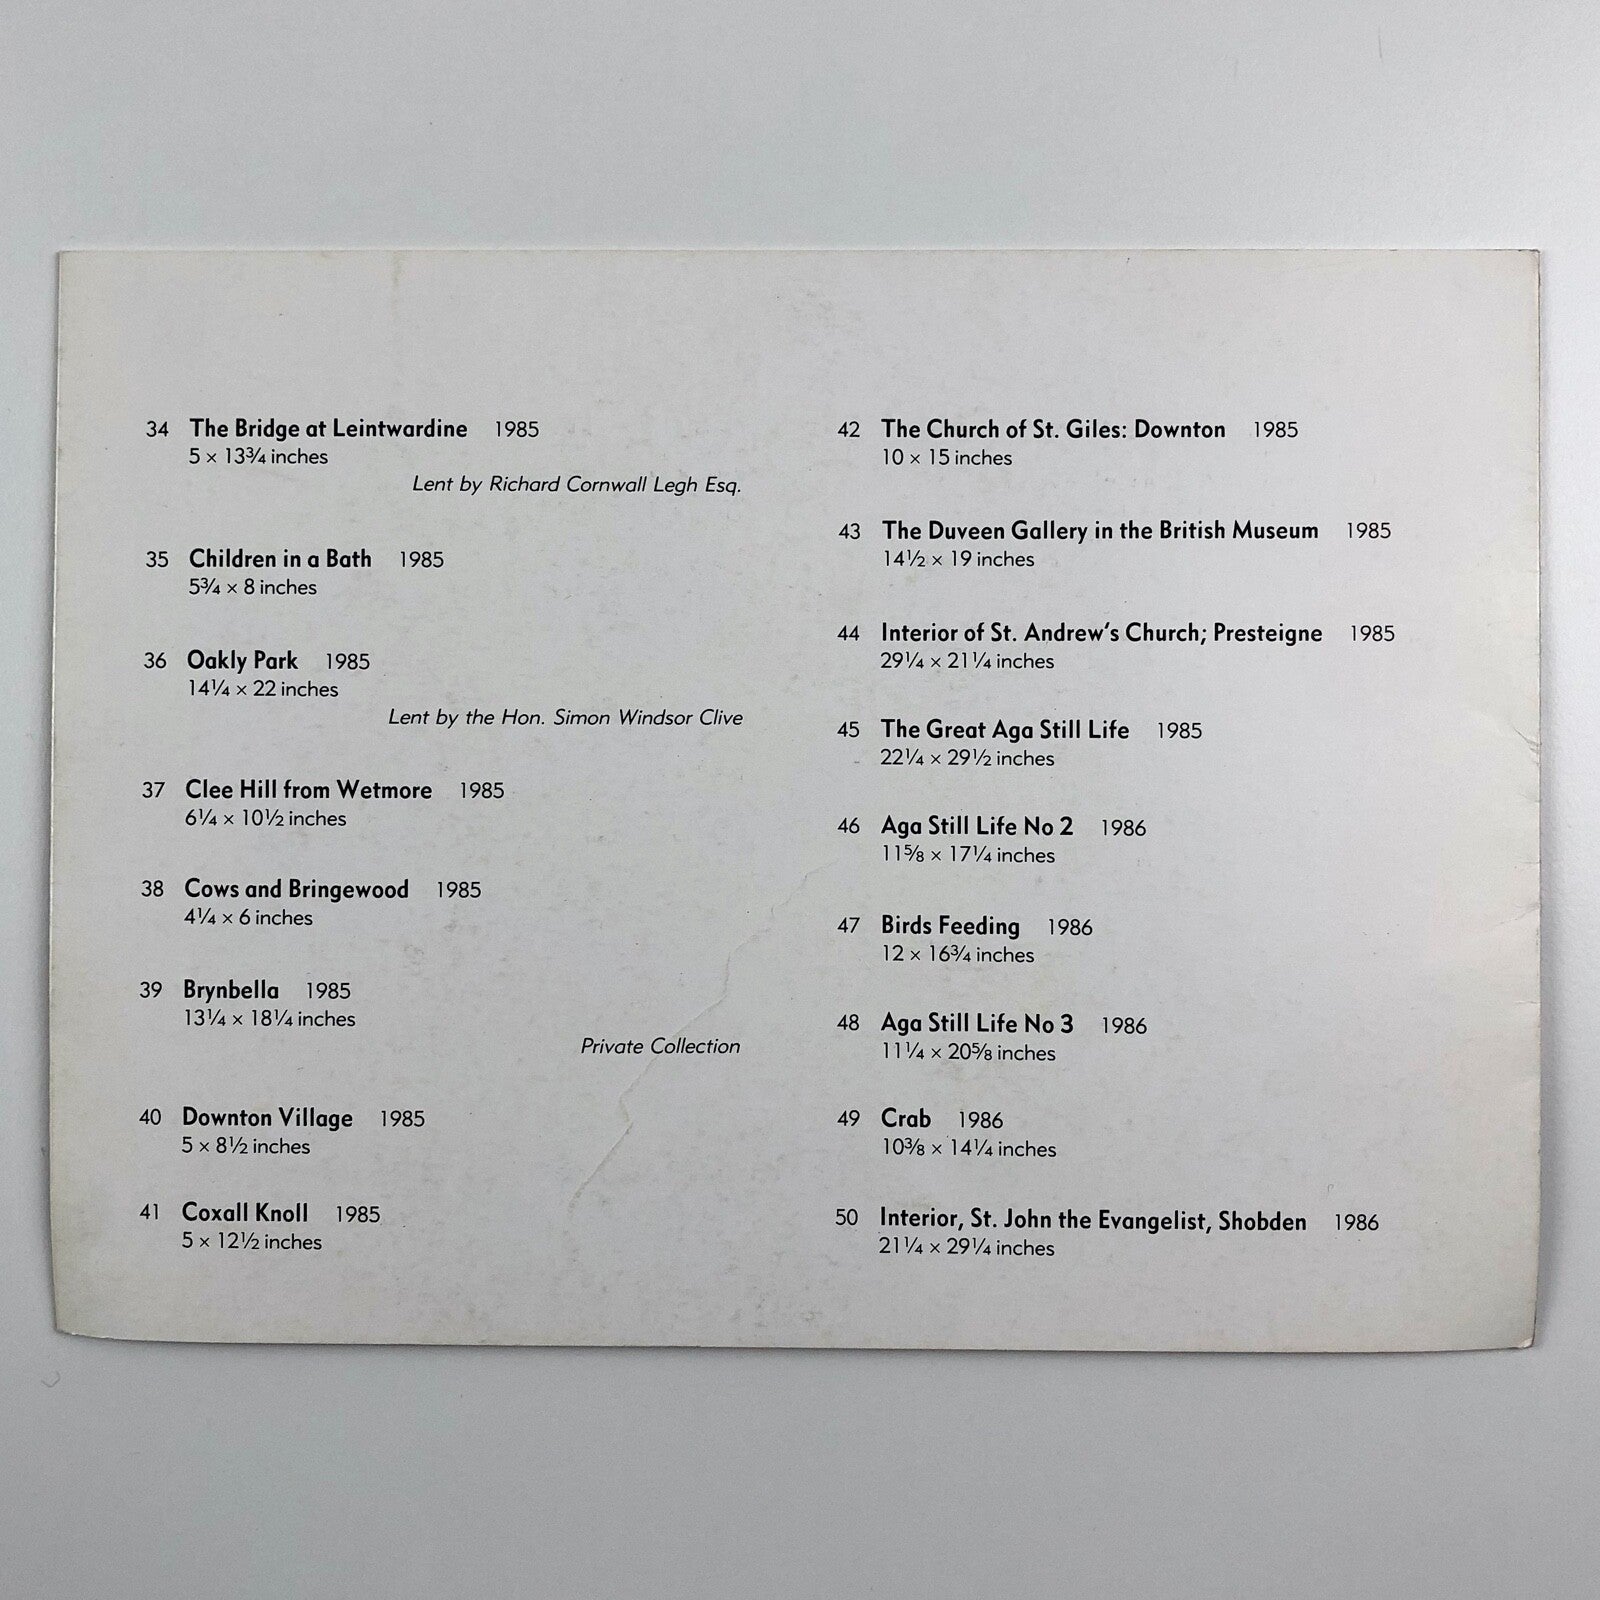 34 The Bridge at Leintwardine 1985
5 × 13¾ inches
Lent by Richard Cornwall Legh Esq.
35 Children in a Bath 1985
5¾ × 8 inches
36 Oakly Park 1985
14¼ × 22 inches
Lent by the Hon. Simon Windsor Clive
37 Clee Hill from Wetmore 1985
6¼ × 10½ inches
38 Cows and Bringewood 1985
4¼ × 6 inches
39 Brynbella 1985
13¼ × 18¼ inches
Private Collection
40 Downton Village 1985
5 × 8½ inches
41 Coxall Knoll 1985
5 × 12½ inches
42 The Church of St. Giles: Downton 1985
10 × 15 inches
43 The Duveen Gallery in the British Museum 1985
14½ × 19 inches
44 Interior of St. Andrew's Church; Presteigne 1985
29¼ × 21¼ inches
45 The Great Aga Still Life 1985
22¼ × 29½ inches
46 Aga Still Life No 2 1986
11⅝ × 17¼ inches
47 Birds Feeding 1986
12 × 16¾ inches
48 Aga Still Life No 3 1986
11¼ × 20⅝ inches
49 Crab 1986
10⅜ × 14¼ inches
50 Interior, St. John the Evangelist, Shobden 1986
21¼ × 29¼ inches